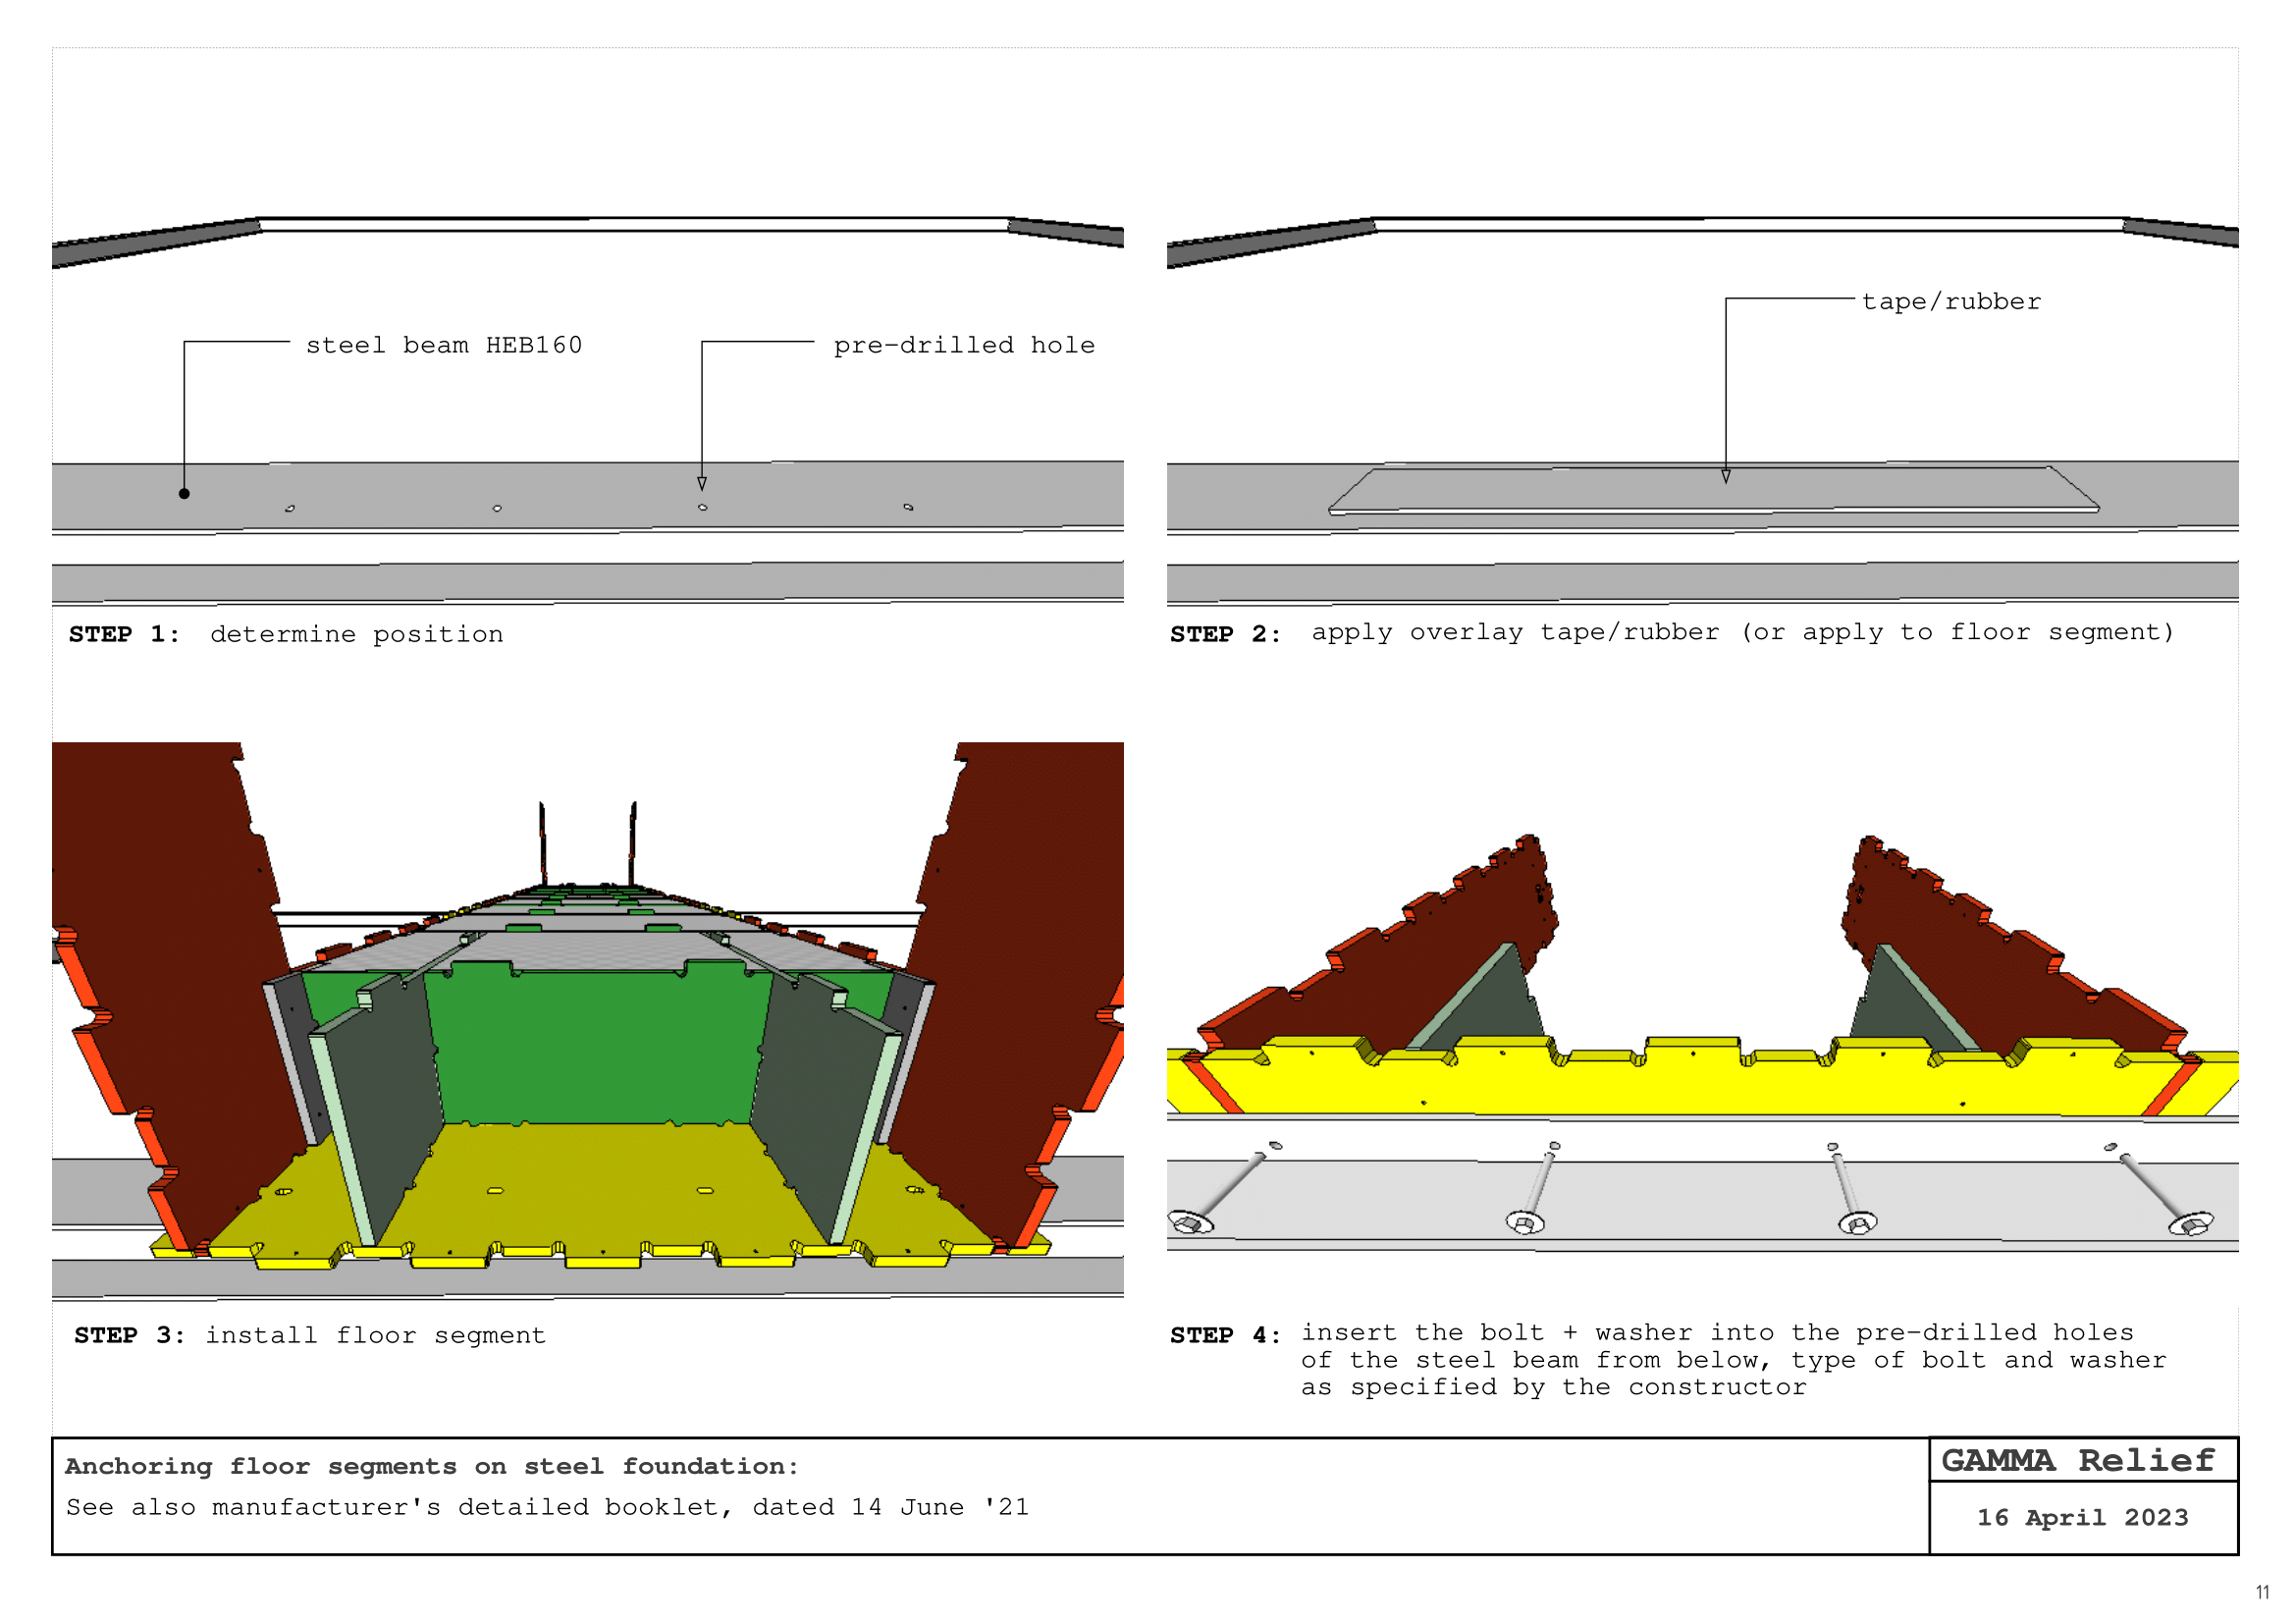 steel beam HEB160
pre-drilled hole
tape/rubber
STEP 1: determine position
STEP 2: apply overlay tape/rubber (or apply to floor segment)
STEP 3: install floor segment
STEP 4: insert the bolt + washer into the pre-drilled holes
of the steel beam from below, type of bolt and washer
as specified by the constructor
Anchoring floor segments on steel foundation:
See also manufacturer's detailed booklet, dated 14 June '21
GAMMA Relief
16 April 2023
11